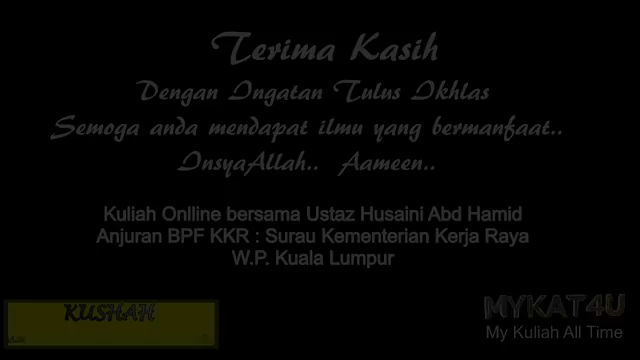 Terima Kasih
Dengan Ingatan Tulus Ikhlas
Semoga anda mendapat ilmu yang bermanfaat..
InsyaAllah.. Aameen..
Kuliah Onlline bersama Ustaz Husaini Abd Hamid
Anjuran BPF KKR : Surau Kementerian Kerja Raya
W.P. Kuala Lumpur
KUSHAH
MYKAT4U
My Kuliah All Time